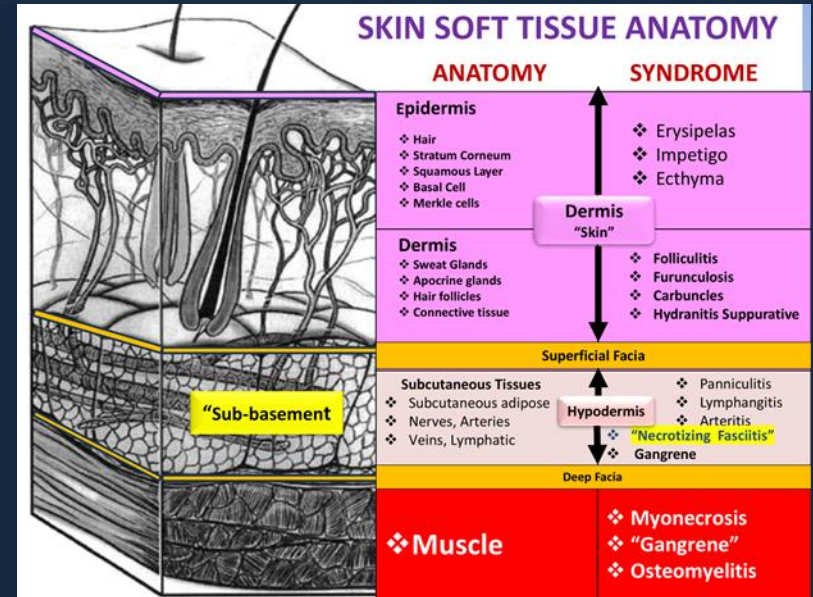 SKIN SOFT TISSUE ANATOMY
ANATOMY
SYNDROME
Epidermis
❖ Hair
❖ Stratum Corneum
❖ Squamous Layer
❖ Basal Cell
❖ Merkle cells
❖ Erysipelas
❖ Impetigo
❖ Ecthyma
Dermis
"Skin"
Dermis
❖ Sweat Glands
❖ Apocrine glands
❖ Hair follicles
❖ Connective tissue
❖ Folliculitis
❖ Furunculosis
❖ Carbuncles
❖ Hydranitis Suppurative
Superficial Facia
"Sub-basement
Subcutaneous Tissues
❖ Subcutaneous adipose
❖ Nerves, Arteries
❖ Veins, Lymphatic
Hypodermis
❖ Panniculitis
❖ Lymphangitis
❖ Arteritis
❖ "Necrotizing Fasciitis"
❖ Gangrene
Deep Facia
❖Muscle
❖ Myonecrosis
❖ "Gangrene"
❖ Osteomyelitis